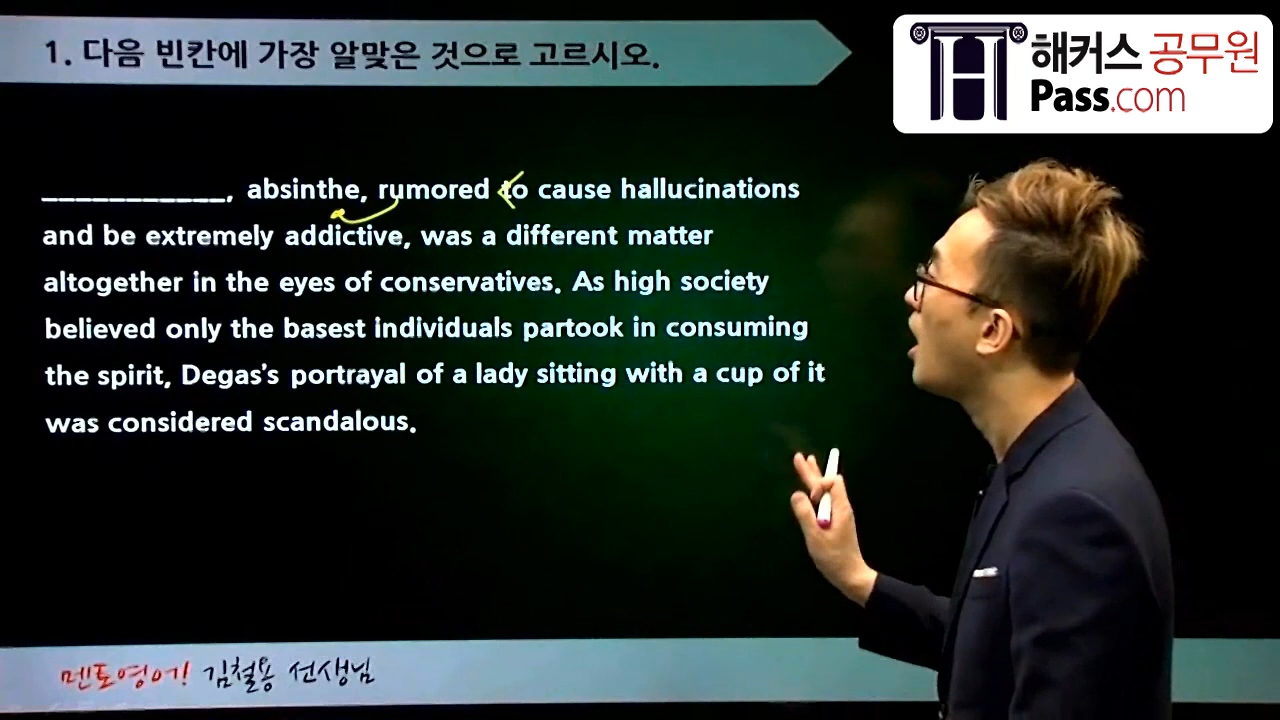 1. 다음 빈칸에 가장 알맞은 것으로 고르시오.
해커스 공무원
Pass.com
____________, absinthe, rumored to cause hallucinations
and be extremely addictive, was a different matter
altogether in the eyes of conservatives. As high society
believed only the basest individuals partook in consuming
the spirit, Degas's portrayal of a lady sitting with a cup of it
was considered scandalous.
멘토영어! 김철용 선생님